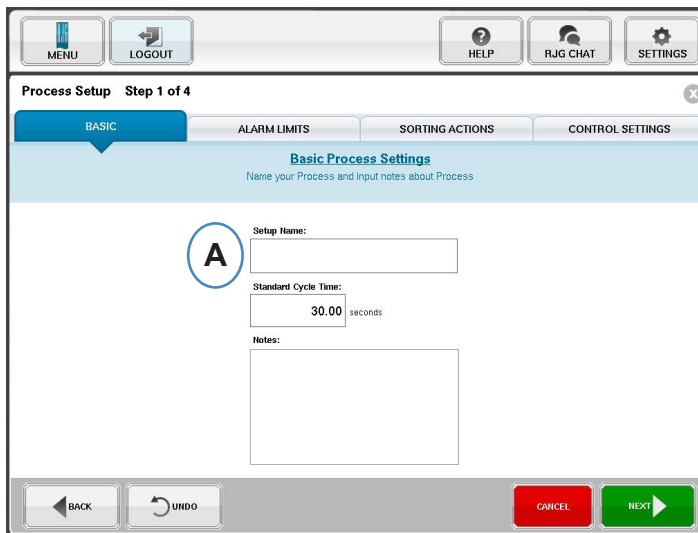 MENU
LOGOUT
HELP
RJG CHAT
SETTINGS
Process Setup Step 1 of 4
BASIC
ALARM LIMITS
SORTING ACTIONS
CONTROL SETTINGS
Basic Process Settings
Name your Process and input notes about Process
A
Setup Name:
Standard Cycle Time:
30.00 seconds
Notes:
BACK
UNDO
CANCEL
NEXT